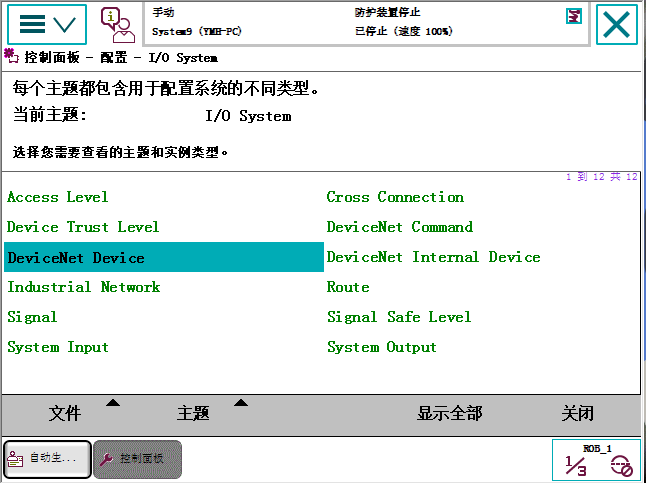 手动
防护装置停止
System9 (YMH-PC)
已停止 (速度 100%)
控制面板 - 配置 - I/O System
每个主题都包含用于配置系统的不同类型。
当前主题: I/O System
选择您需要查看的主题和实例类型。
1 到 12 共 12
Access Level
Cross Connection
Device Trust Level
DeviceNet Command
DeviceNet Device
DeviceNet Internal Device
Industrial Network
Route
Signal
Signal Safe Level
System Input
System Output
文件
主题
显示全部
关闭
自动生...
控制面板
ROB_1
1/3